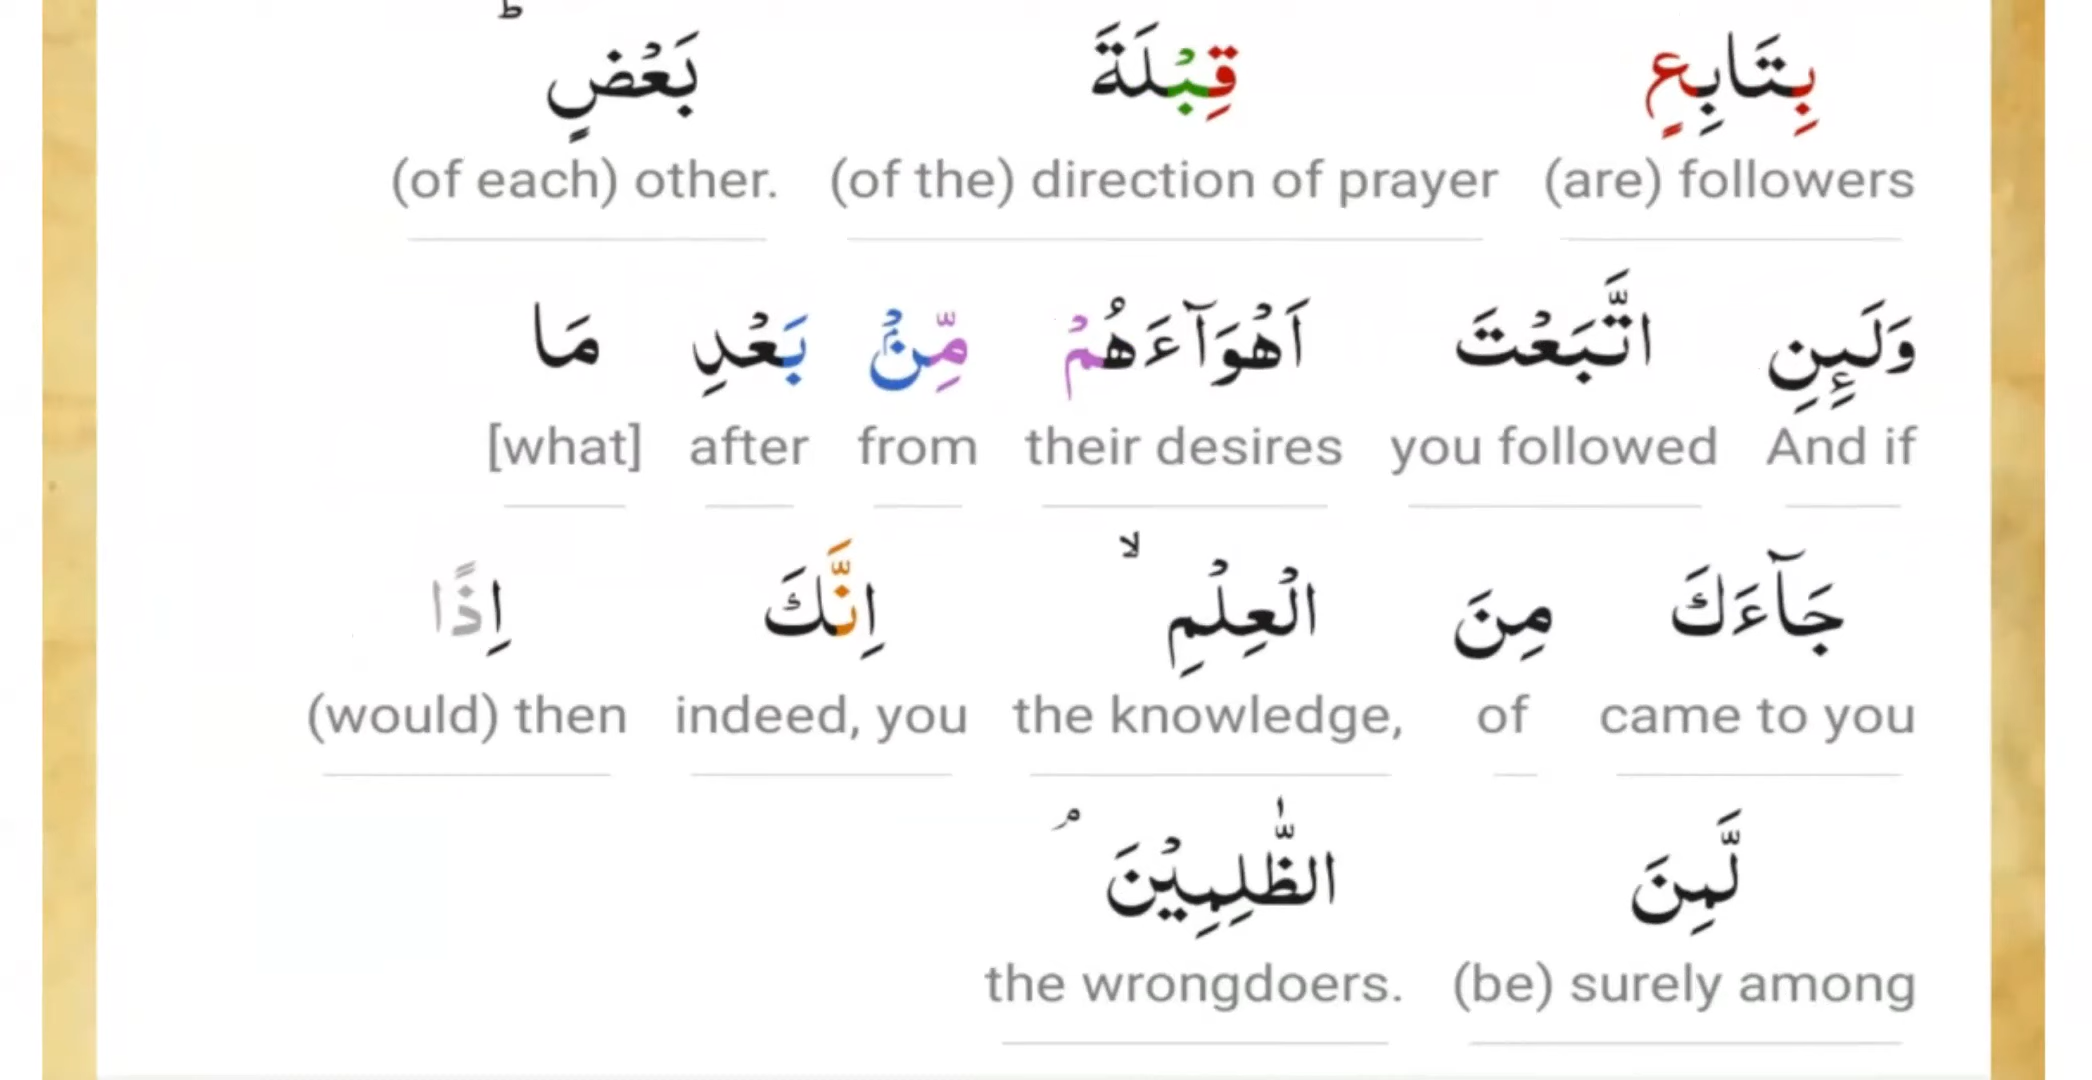 بِتَابِعٍ قِبْلَةَ بَعْضٍ ؕ
(are) followers (of the) direction of prayer (of each) other.
وَلَىِٕنِ اتَّبَعْتَ اَهْوَآءَهُمْ مِّنْۢ بَعْدِ مَا
And if you followed their desires from after [what]
جَآءَكَ مِنَ الْعِلْمِ ۙ اِنَّكَ اِذًا
came to you of the knowledge, indeed, you (would) then
لَّمِنَ الظّٰلِمِيْنَ ۘ
(be) surely among the wrongdoers.